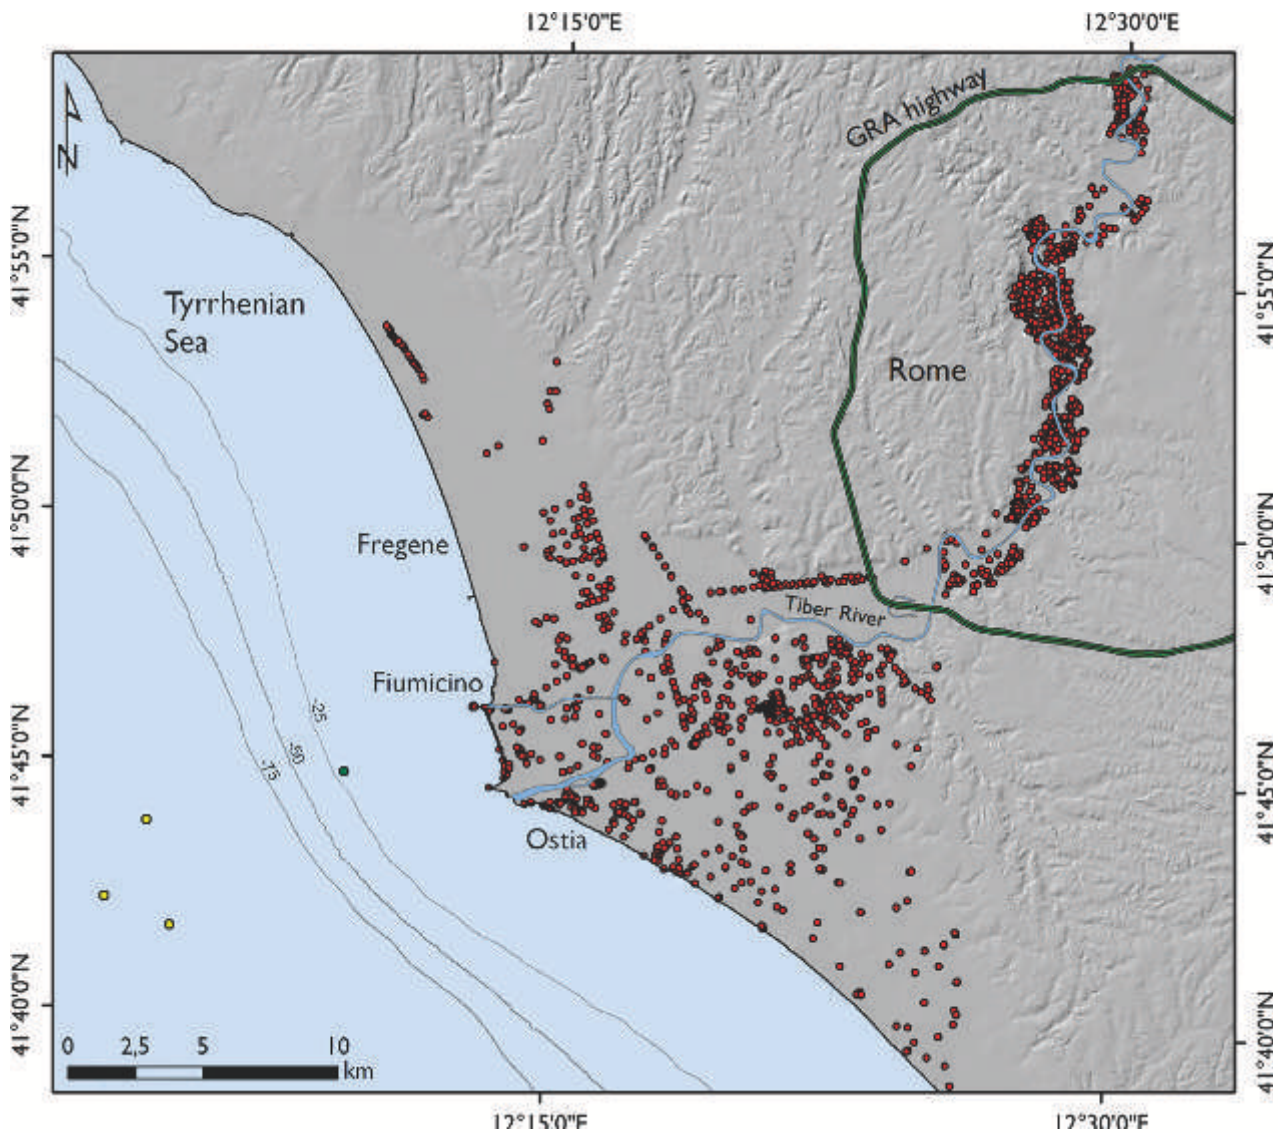 12°15'0"E
12°30'0"E
N
GRA highway
41°55'0"N
41°55'0"N
Tyrrhenian
Sea
Rome
41°50'0"N
41°50'0"N
Fregene
Tiber River
Fiumicino
-25
-50
-75
41°45'0"N
41°45'0"N
Ostia
41°40'0"N
41°40'0"N
0 2,5 5 10
km
12°15'0"E
12°30'0"E